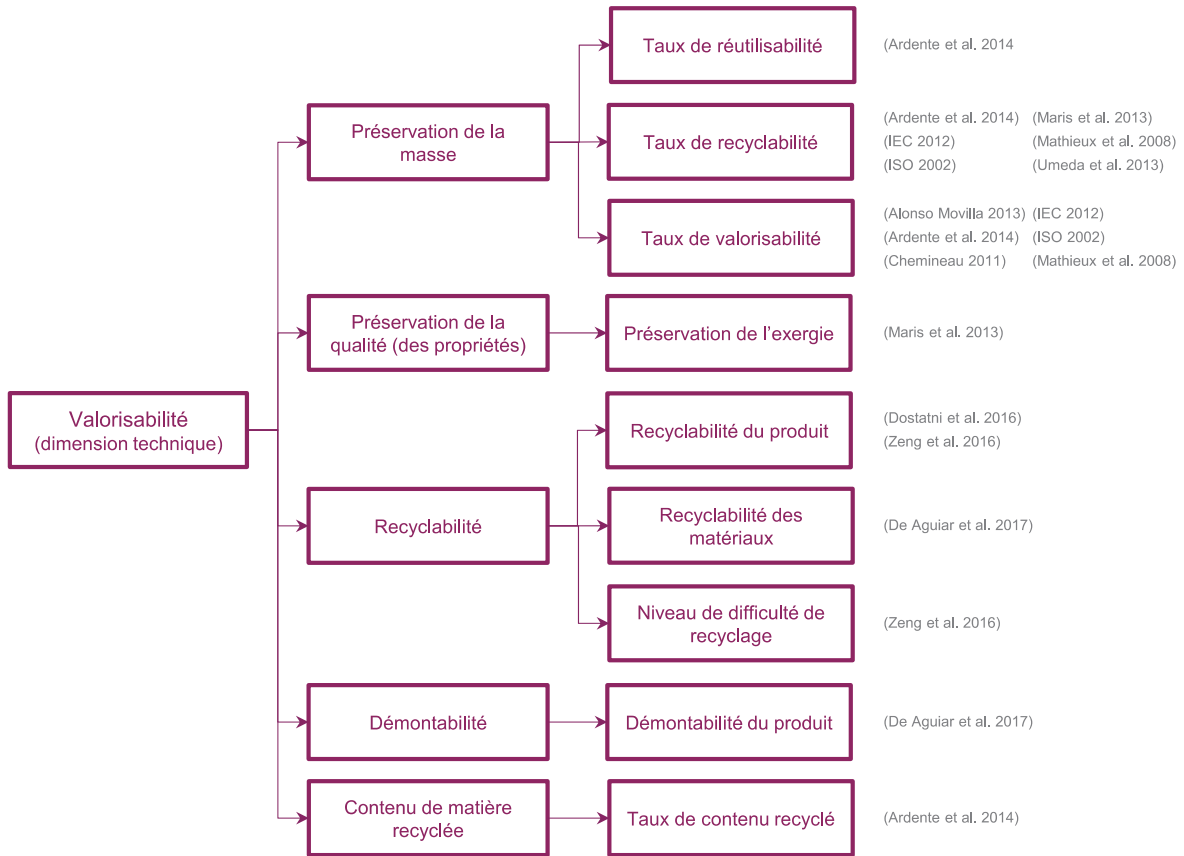 Taux de réutilisabilité
(Ardente et al. 2014
Préservation de la
masse
Taux de recyclabilité
(Ardente et al. 2014) (Maris et al. 2013)
(IEC 2012) (Mathieux et al. 2008)
(ISO 2002) (Umeda et al. 2013)
Taux de valorisabilité
(Alonso Movilla 2013) (IEC 2012)
(Ardente et al. 2014) (ISO 2002)
(Chemineau 2011) (Mathieux et al. 2008)
Préservation de la
qualité (des propriétés)
Préservation de l’exergie
(Maris et al. 2013)
Valorisabilité
(dimension technique)
Recyclabilité du produit
(Dostatni et al. 2016)
(Zeng et al. 2016)
Recyclabilité
Recyclabilité des
matériaux
(De Aguiar et al. 2017)
Niveau de difficulté de
recyclage
(Zeng et al. 2016)
Démontabilité
Démontabilité du produit
(De Aguiar et al. 2017)
Contenu de matière
recyclée
Taux de contenu recyclé
(Ardente et al. 2014)